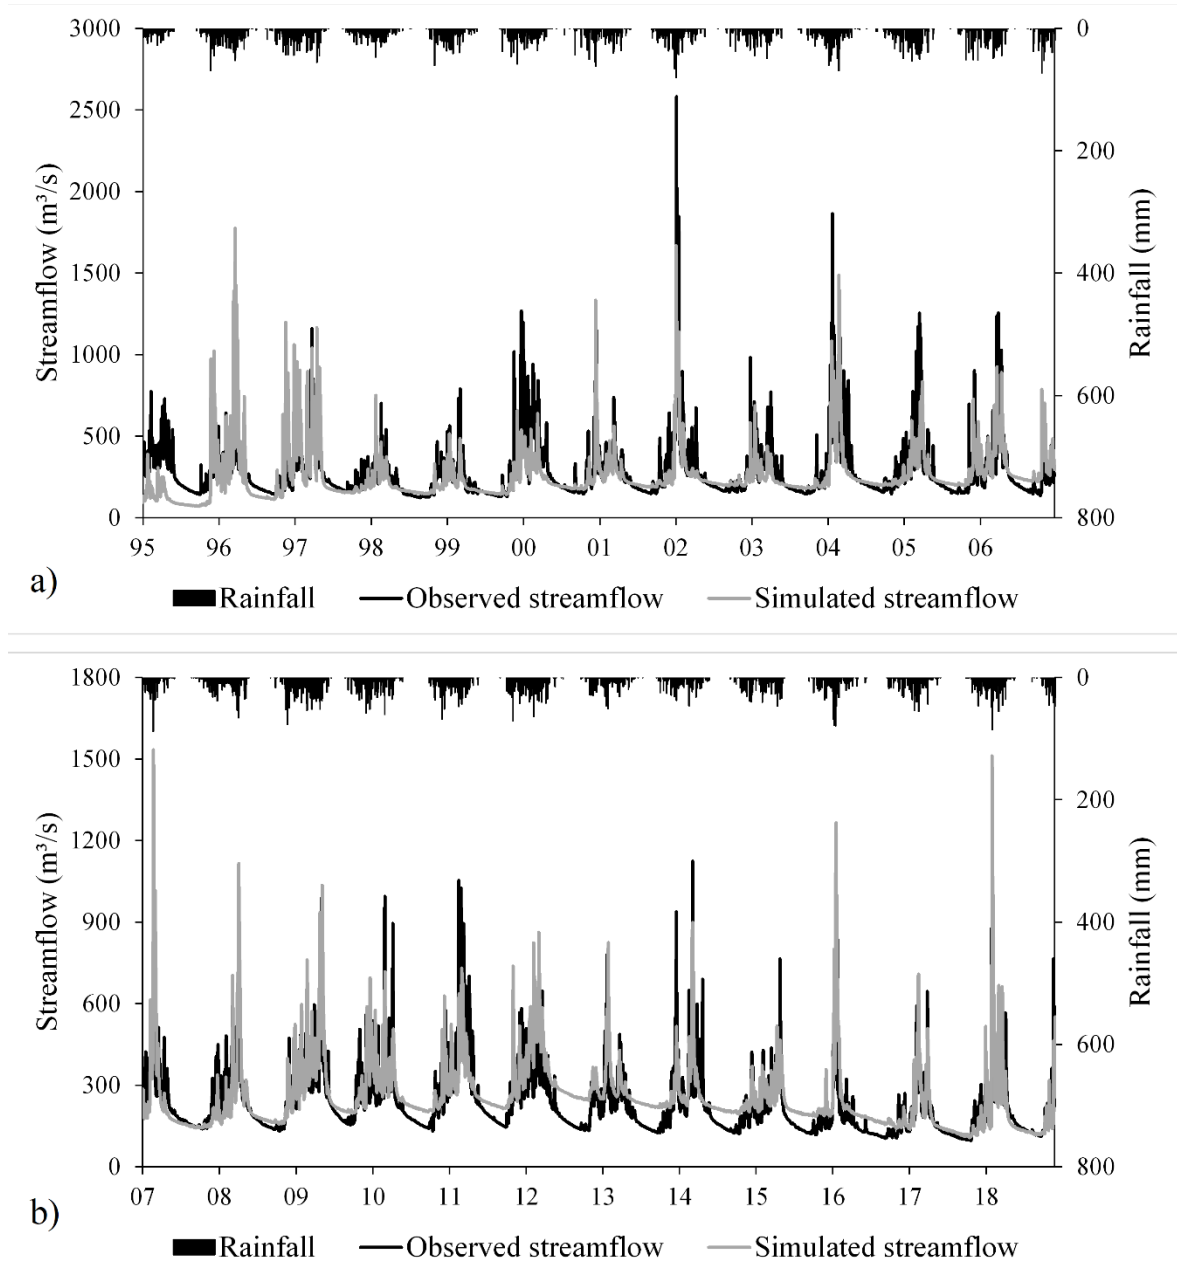 3000
2500
2000
1500
1000
500
0
Streamflow (m³/s)
0
200
400
600
800
Rainfall (mm)
95 96 97 98 99 00 01 02 03 04 05 06
a)
Rainfall Observed streamflow Simulated streamflow
1800
1500
1200
900
600
300
0
Streamflow (m³/s)
0
200
400
600
800
Rainfall (mm)
07 08 09 10 11 12 13 14 15 16 17 18
b)
Rainfall Observed streamflow Simulated streamflow